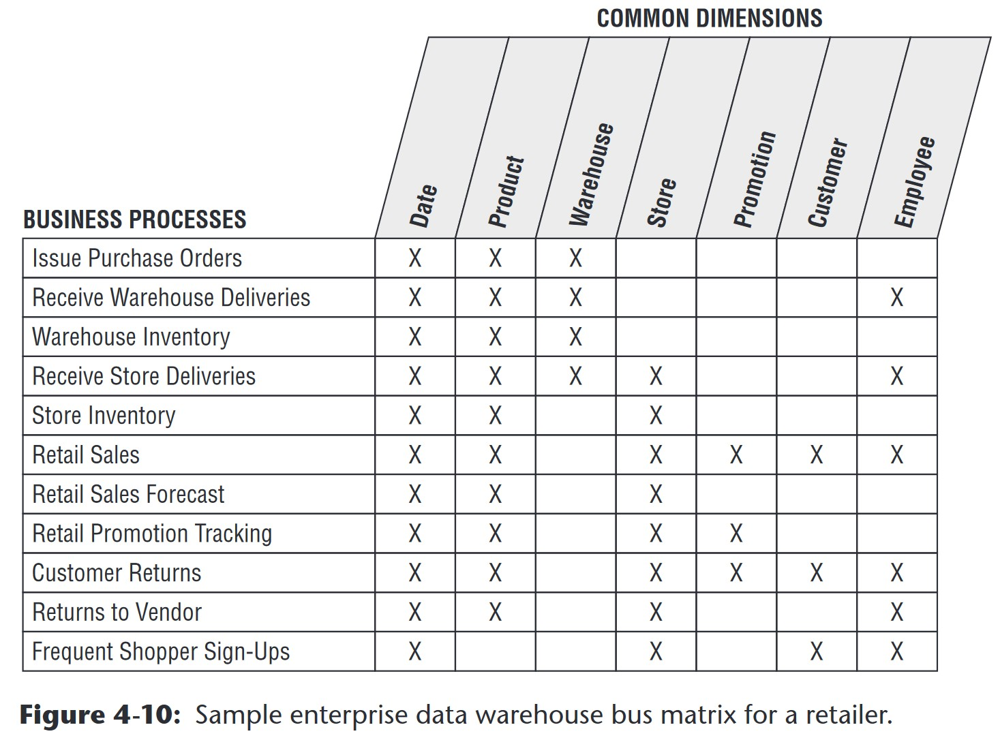 COMMON DIMENSIONS
BUSINESS PROCESSES Date Product Warehouse Store Promotion Customer Employee
Issue Purchase Orders X X X
Receive Warehouse Deliveries X X X X
Warehouse Inventory X X X
Receive Store Deliveries X X X X X
Store Inventory X X X
Retail Sales X X X X X X
Retail Sales Forecast X X X
Retail Promotion Tracking X X X X
Customer Returns X X X X X X
Returns to Vendor X X X X
Frequent Shopper Sign-Ups X X X X
Figure 4-10: Sample enterprise data warehouse bus matrix for a retailer.